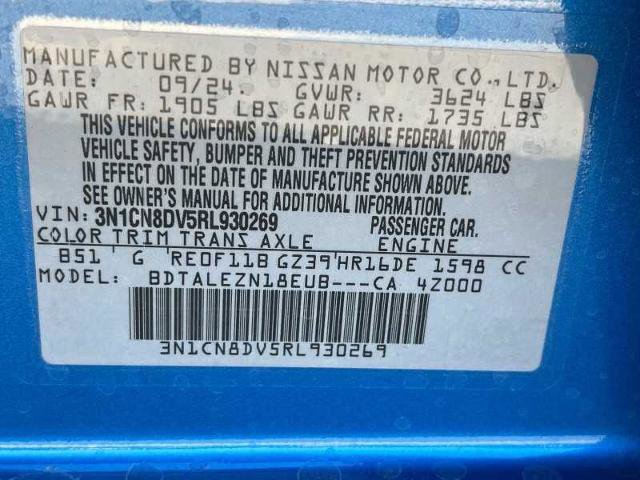 MANUFACTURED BY NISSAN MOTOR CO., LTD.
DATE: 09/24. GVWR: 3624 LBS
GAWR FR: 1905 LBS GAWR RR: 1735 LBS
THIS VEHICLE CONFORMS TO ALL APPLICABLE FEDERAL MOTOR
VEHICLE SAFETY, BUMPER AND THEFT PREVENTION STANDARDS
IN EFFECT ON THE DATE OF MANUFACTURE SHOWN ABOVE.
SEE OWNER'S MANUAL FOR ADDITIONAL INFORMATION.
VIN: 3N1CN8DV5RL930269 PASSENGER CAR.
COLOR TRIM TRANS AXLE ENGINE
B51 G RE0F11B GZ39 HR16DE 1598 CC
MODEL: BDTALEZN18EUB---CA 4Z000
3N1CN8DV5RL930269